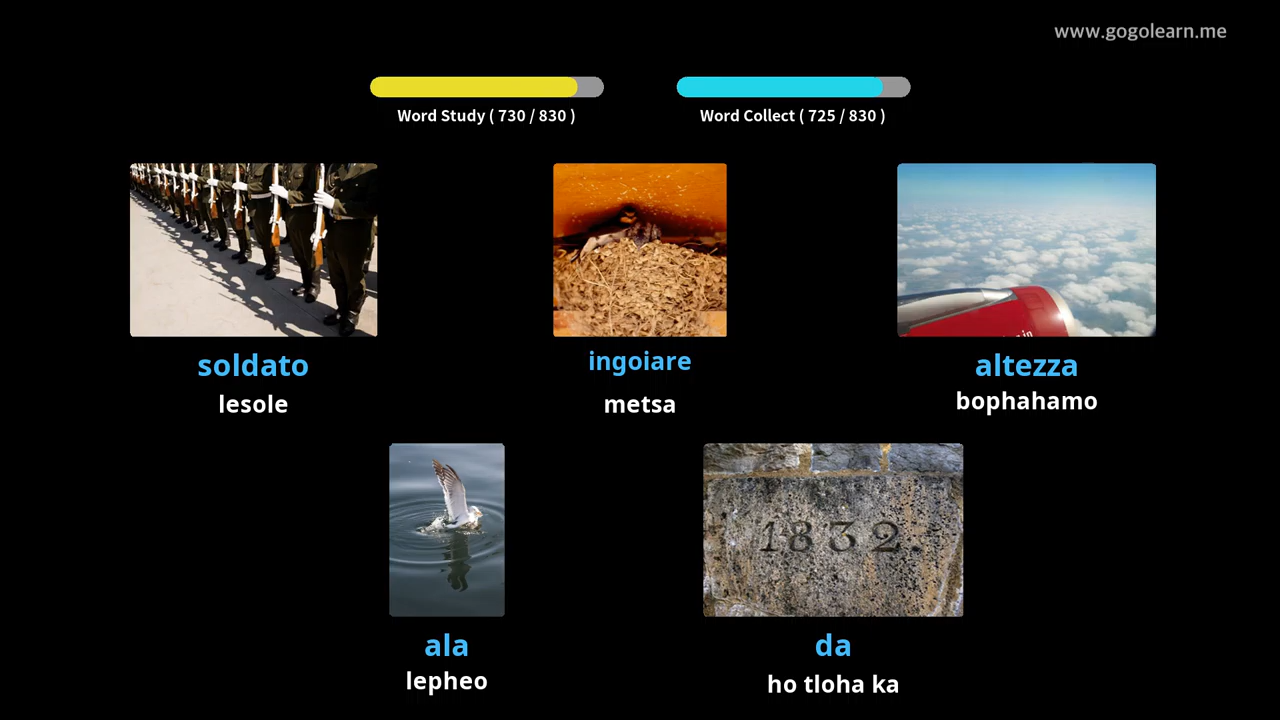 www.gogolearn.me
Word Study ( 730 / 830 )
Word Collect ( 725 / 830 )
soldato
lesole
ingoiare
metsa
altezza
bophahamo
1832.
ala
lepheo
da
ho tloha ka